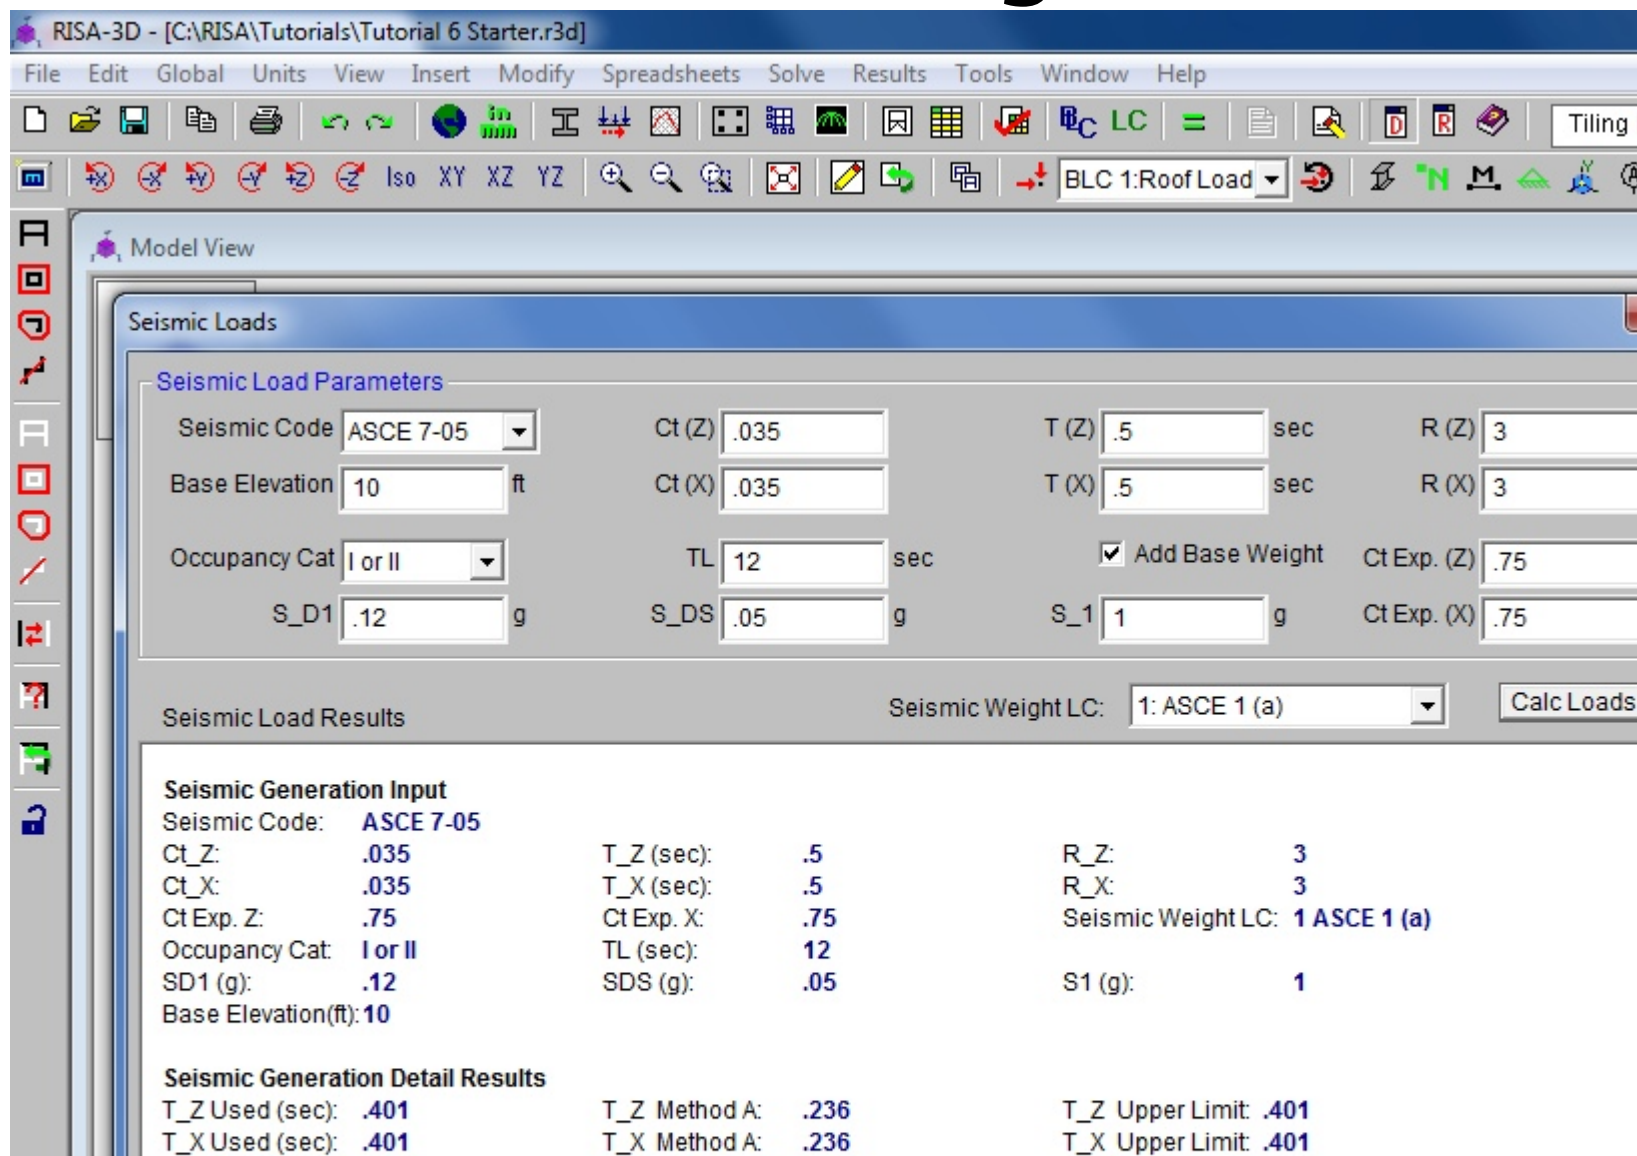 RISA-3D - [C:\RISA\Tutorials\Tutorial 6 Starter.r3d]
File Edit Global Units View Insert Modify Spreadsheets Solve Results Tools Window Help
in mm BLC LC = D R Tiling
+X -X +Y -Y +Z -Z Iso XY XZ YZ BLC 1:Roof Load N M.
Model View
Seismic Loads
Seismic Load Parameters
Seismic Code ASCE 7-05 Ct (Z) .035 T (Z) .5 sec R (Z) 3
Base Elevation 10 ft Ct (X) .035 T (X) .5 sec R (X) 3
Occupancy Cat I or II TL 12 sec Add Base Weight Ct Exp. (Z) .75
S_D1 .12 g S_DS .05 g S_1 1 g Ct Exp. (X) .75
Seismic Load Results Seismic Weight LC: 1: ASCE 1 (a) Calc Loads
Seismic Generation Input
Seismic Code: ASCE 7-05
Ct_Z: .035 T_Z (sec): .5 R_Z: 3
Ct_X: .035 T_X (sec): .5 R_X: 3
Ct Exp. Z: .75 Ct Exp. X: .75 Seismic Weight LC: 1 ASCE 1 (a)
Occupancy Cat: I or II TL (sec): 12
SD1 (g): .12 SDS (g): .05 S1 (g): 1
Base Elevation(ft): 10
Seismic Generation Detail Results
T_Z Used (sec): .401 T_Z Method A: .236 T_Z Upper Limit: .401
T_X Used (sec): .401 T_X Method A: .236 T_X Upper Limit: .401